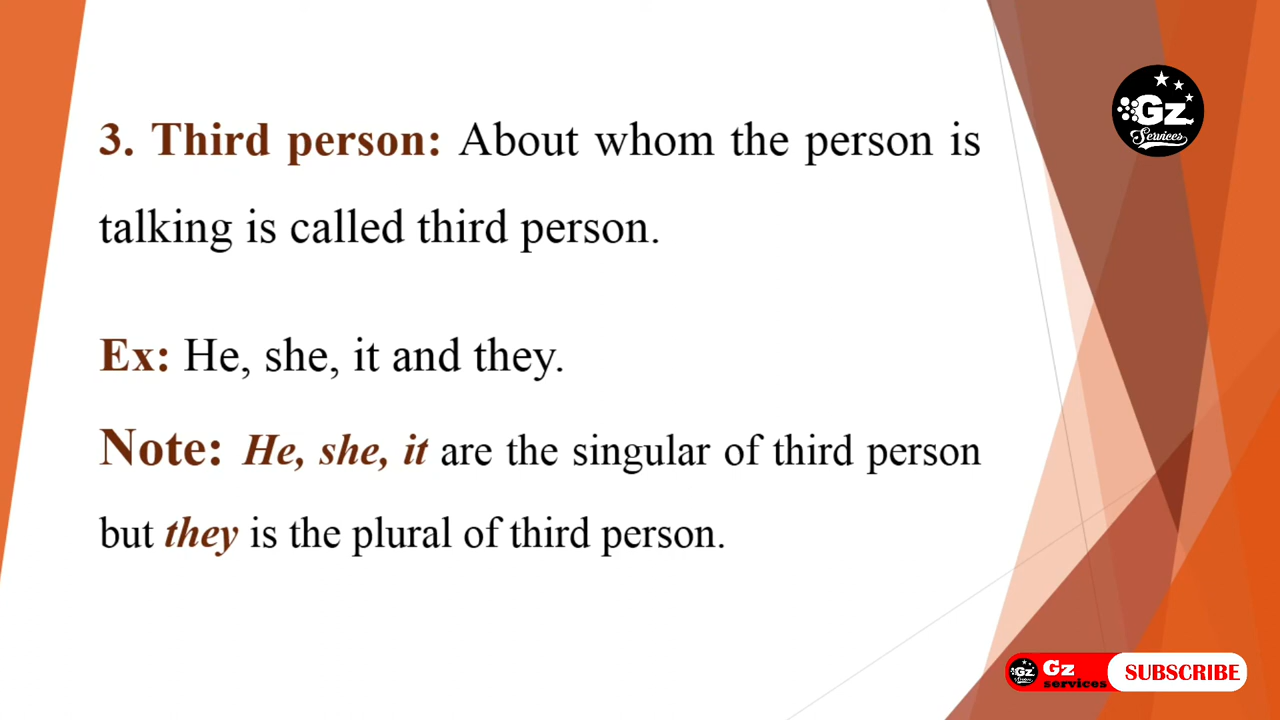 Gz
Services
3. Third person: About whom the person is
talking is called third person.
Ex: He, she, it and they.
Note: He, she, it are the singular of third person
but they is the plural of third person.
Gz
Gz
services
SUBSCRIBE